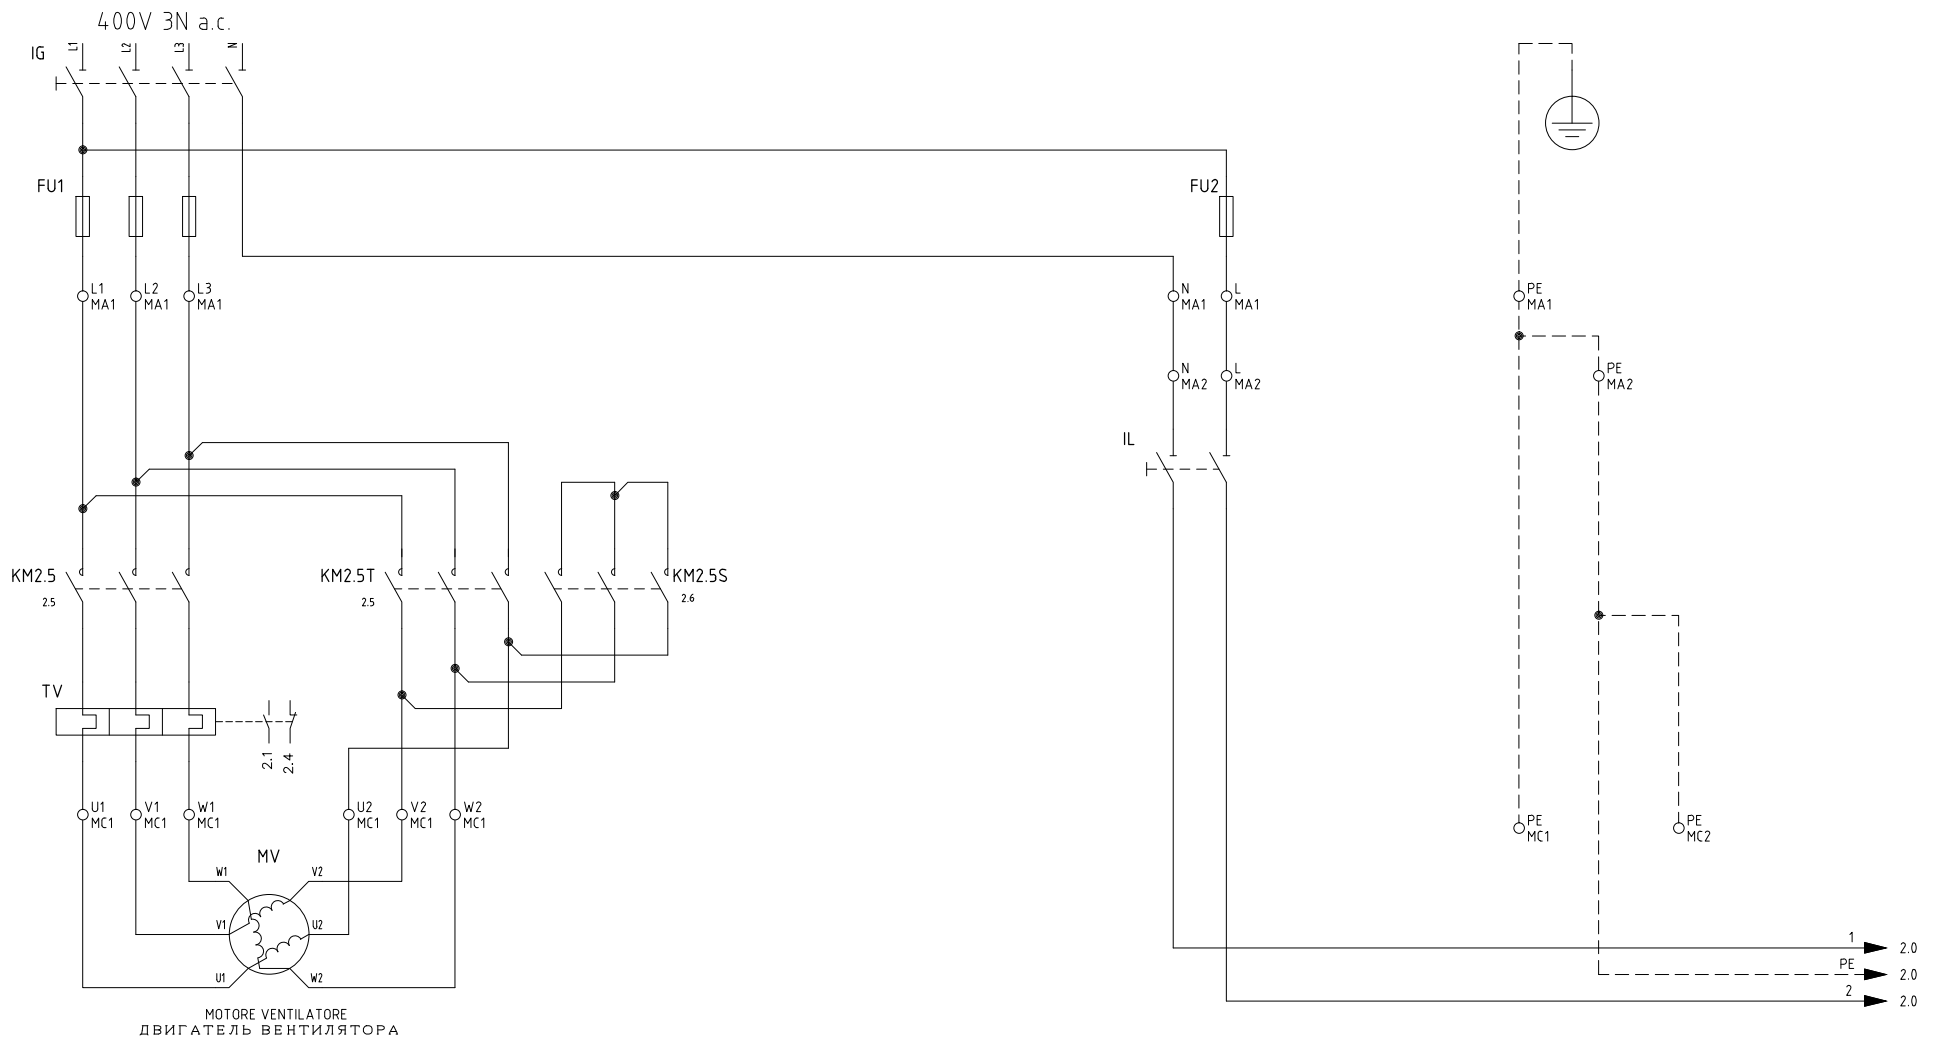 400V 3N a.c.
IG
L1
L2
L3
N
FU1
FU2
L1
MA1
L2
MA1
L3
MA1
N
MA1
L
MA1
PE
MA1
N
MA2
L
MA2
PE
MA2
IL
KM2.5
2.5
KM2.5T
2.5
KM2.5S
2.6
TV
2.1
2.4
U1
MC1
V1
MC1
W1
MC1
U2
MC1
V2
MC1
W2
MC1
PE
MC1
PE
MC2
MV
W1
V2
V1
U2
U1
W2
1
2.0
PE
2.0
2
2.0
MOTORE VENTILATORE
ДВИГАТЕЛЬ ВЕНТИЛЯТОРА